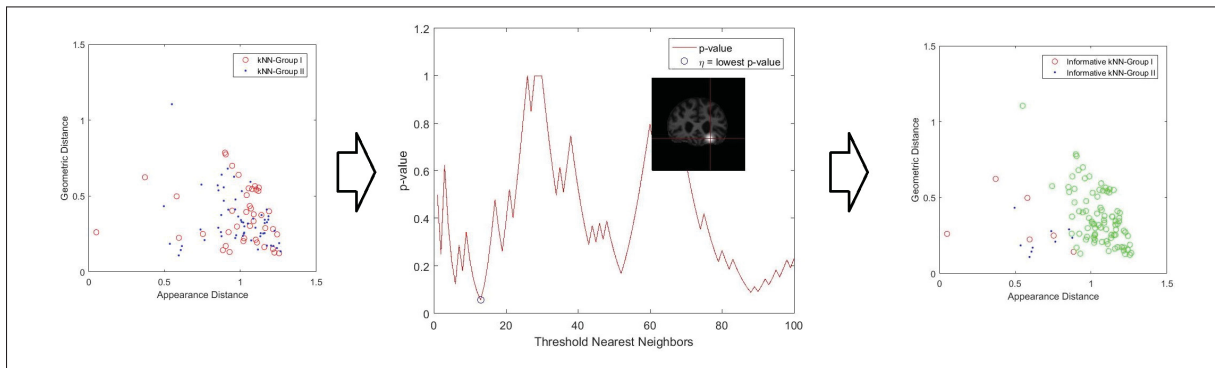 1.5
1
0.5
0
0
0.5
1
1.5
Geometric Distance
Appearance Distance
kNN-Group I
kNN-Group II
1.2
1
0.8
0.6
0.4
0.2
0
0
20
40
60
80
100
p-value
Threshold Nearest Neighbors
p-value
η = lowest p-value
1.5
1
0.5
0
0
0.5
1
1.5
Geometric Distance
Appearance Distance
Informative kNN-Group I
Informative kNN-Group II